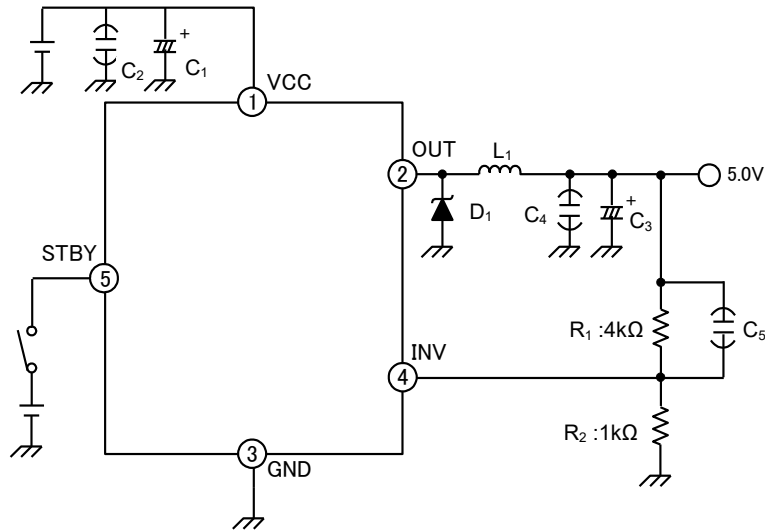 +
C₂
C₁
VCC
1
OUT
2
L₁
5.0V
D₁
C₄
+
C₃
STBY
5
R₁ :4kΩ
C₅
INV
4
R₂ :1kΩ
3
GND